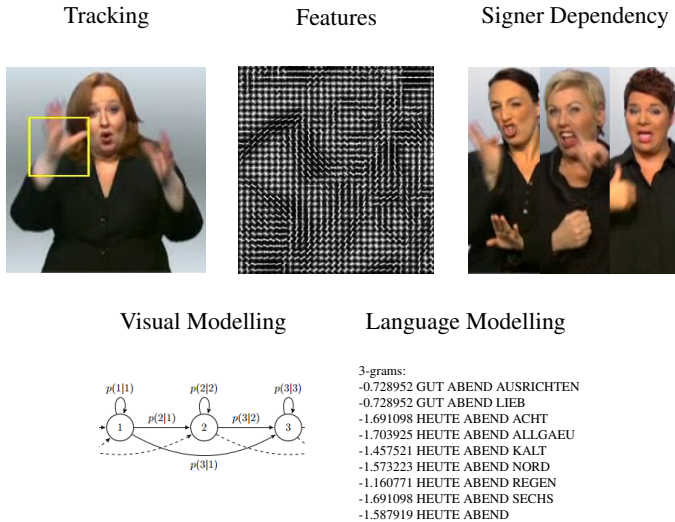 Tracking
Features
Signer Dependency
Visual Modelling
Language Modelling
p(1|1)
p(2|2)
p(3|3)
p(2|1)
p(3|2)
1
2
3
p(3|1)
3-grams:
-0.728952 GUT ABEND AUSRICHTEN
-0.728952 GUT ABEND LIEB
-1.691098 HEUTE ABEND ACHT
-1.703925 HEUTE ABEND ALLGAEU
-1.457521 HEUTE ABEND KALT
-1.573223 HEUTE ABEND NORD
-1.160771 HEUTE ABEND REGEN
-1.691098 HEUTE ABEND SECHS
-1.587919 HEUTE ABEND